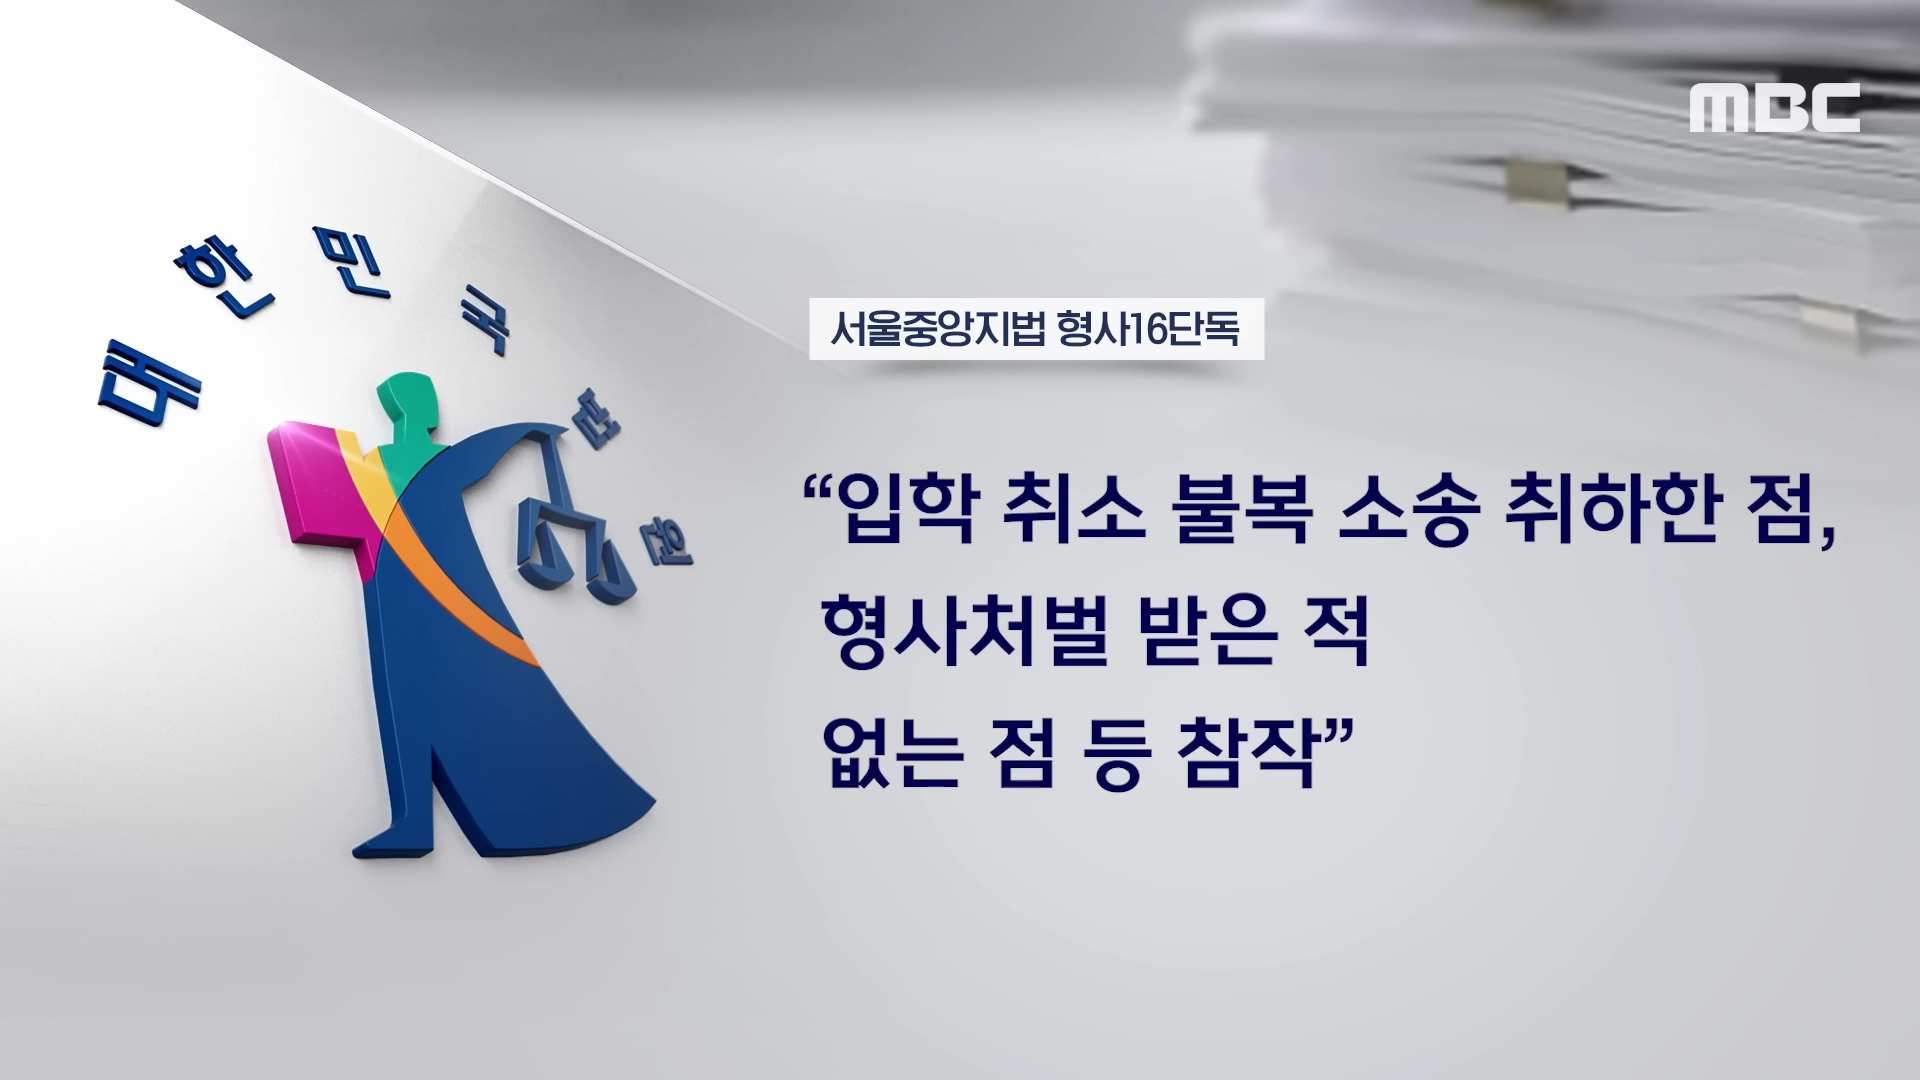 MBC
대한민국법원
서울중앙지법 형사16단독
“입학 취소 불복 소송 취하한 점,
형사처벌 받은 적
없는 점 등 참작”